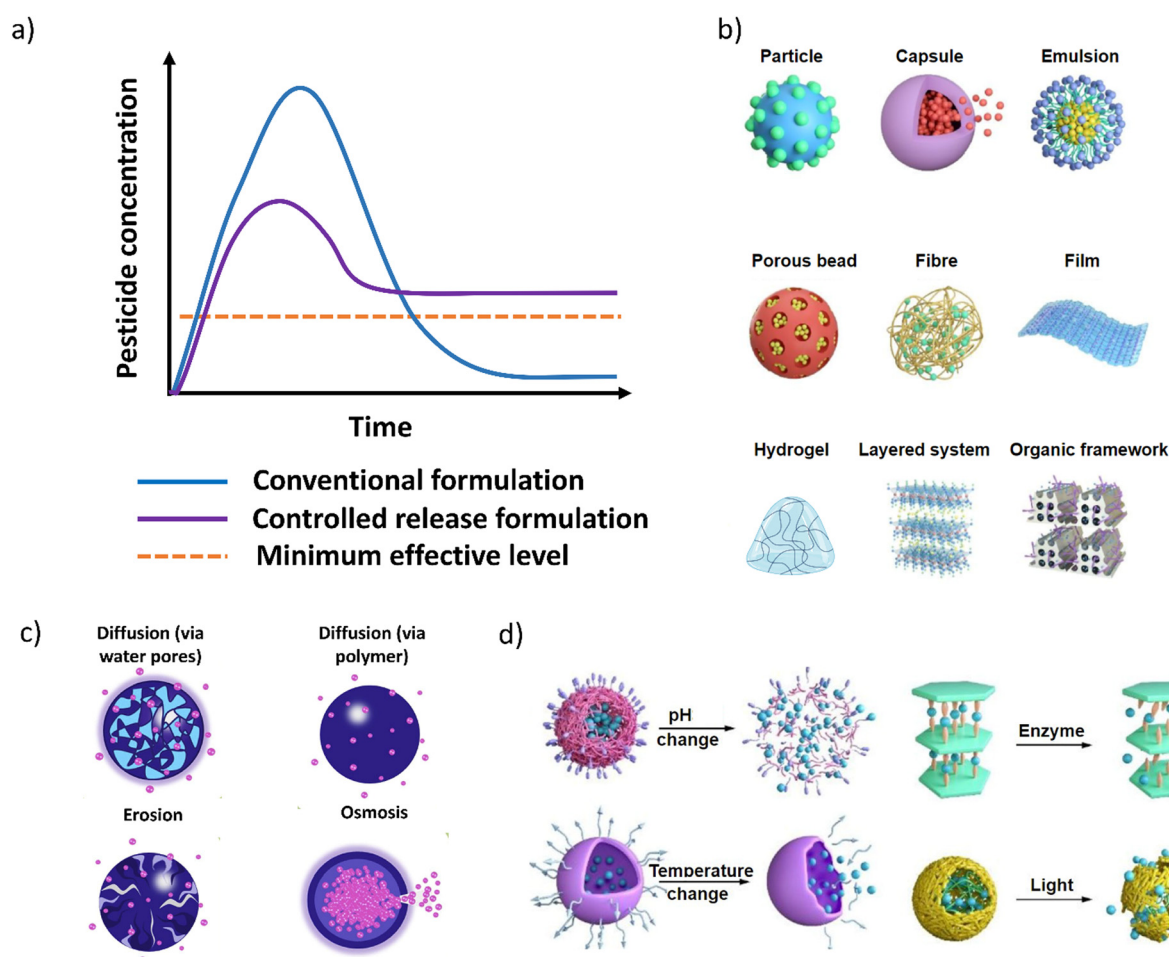 a)
Pesticide concentration
Time
Conventional formulation
Controlled release formulation
Minimum effective level
b)
Particle
Capsule
Emulsion
Porous bead
Fibre
Film
Hydrogel
Layered system
Organic framework
c)
Diffusion (via
water pores)
Diffusion (via
polymer)
Erosion
Osmosis
d)
pH
change
Enzyme
Temperature
change
Light